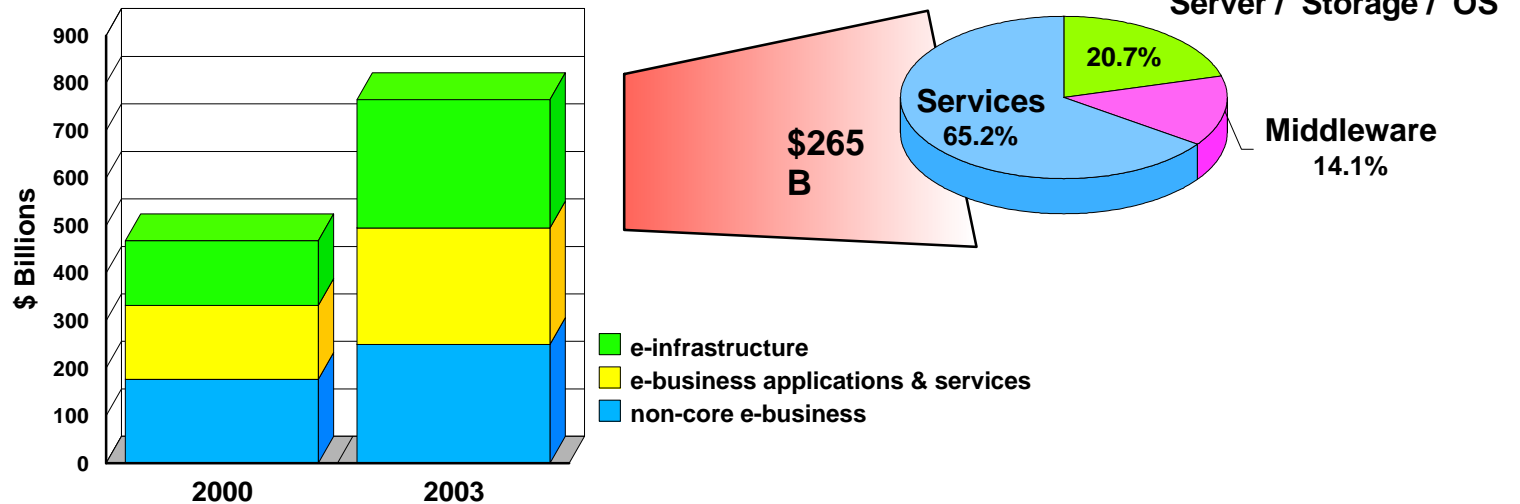 Server / Storage / OS
900
800
700
600
500
400
300
200
100
0
$ Billions
2000
2003
$265
B
20.7%
Services
65.2%
Middleware
14.1%
e-infrastructure
e-business applications & services
non-core e-business